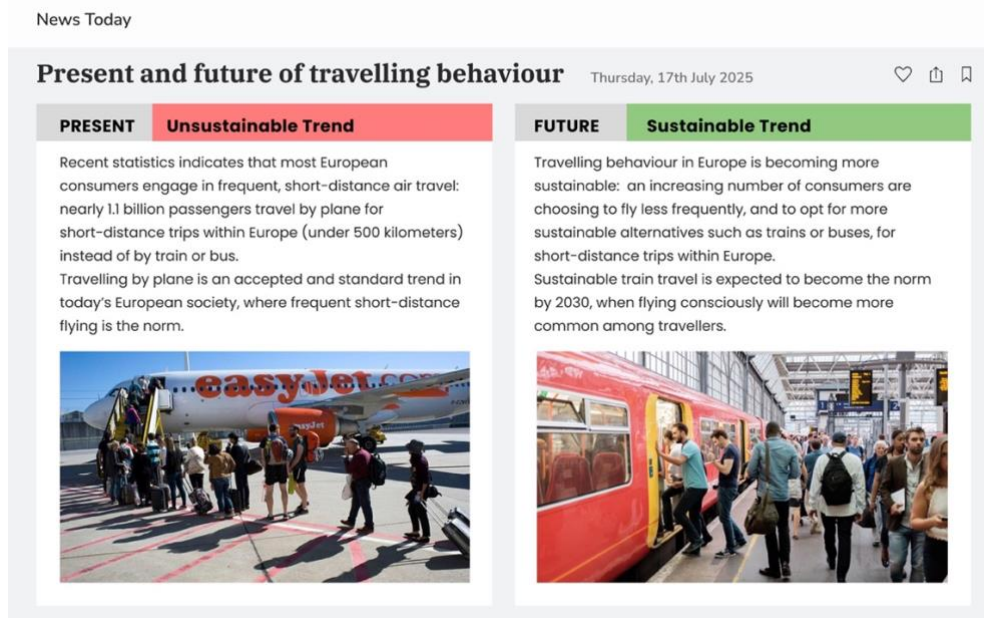 News Today
Present and future of travelling behaviour
Thursday, 17th July 2025
PRESENT
Unsustainable Trend
Recent statistics indicates that most European
consumers engage in frequent, short-distance air travel:
nearly 1.1 billion passengers travel by plane for
short-distance trips within Europe (under 500 kilometers)
instead of by train or bus.
Travelling by plane is an accepted and standard trend in
today's European society, where frequent short-distance
flying is the norm.
easyJet.com
easyJet
FUTURE
Sustainable Trend
Travelling behaviour in Europe is becoming more
sustainable: an increasing number of consumers are
choosing to fly less frequently, and to opt for more
sustainable alternatives such as trains or buses, for
short-distance trips within Europe.
Sustainable train travel is expected to become the norm
by 2030, when flying consciously will become more
common among travellers.